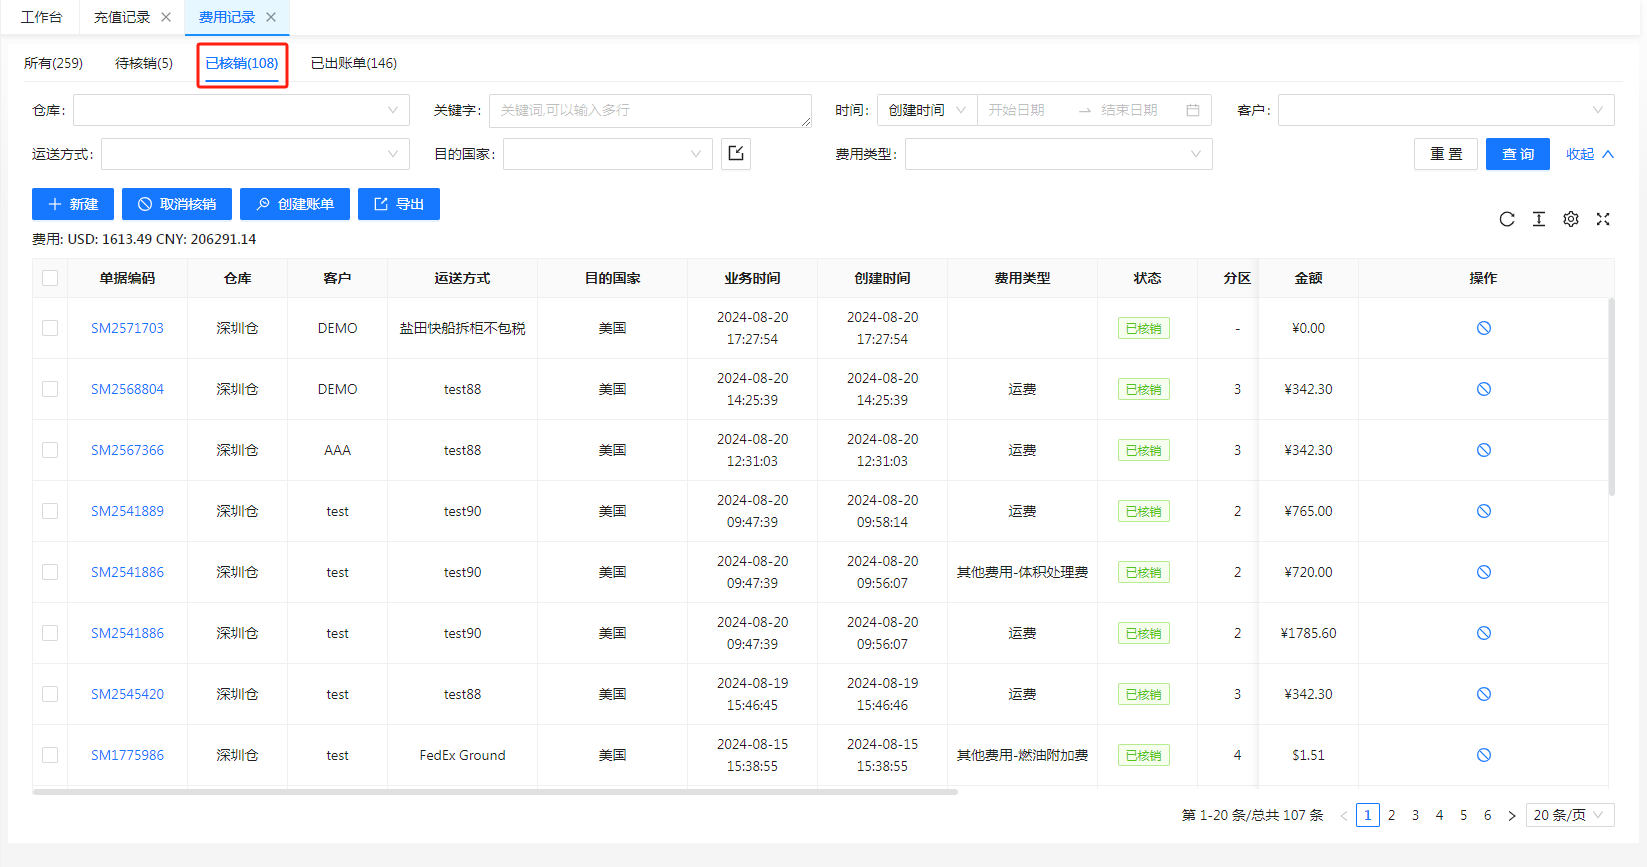 工作台 充值记录 费用记录
所有(259) 待核销(5) 已核销(108) 已出账单(146)
仓库: 关键字: 关键词,可以输入多行 时间: 创建时间 开始日期 → 结束日期 客户:
运送方式: 目的国家: 费用类型: 重 置 查 询 收起
新建 取消核销 创建账单 导出
费用: USD: 1613.49 CNY: 206291.14
单据编码 仓库 客户 运送方式 目的国家 业务时间 创建时间 费用类型 状态 分区 金额 操作
SM2571703 深圳仓 DEMO 盐田快船拆柜不包税 美国 2024-08-20 17:27:54 2024-08-20 17:27:54 已核销 - ¥0.00
SM2568804 深圳仓 DEMO test88 美国 2024-08-20 14:25:39 2024-08-20 14:25:39 运费 已核销 3 ¥342.30
SM2567366 深圳仓 AAA test88 美国 2024-08-20 12:31:03 2024-08-20 12:31:03 运费 已核销 3 ¥342.30
SM2541889 深圳仓 test test90 美国 2024-08-20 09:47:39 2024-08-20 09:58:14 运费 已核销 2 ¥765.00
SM2541886 深圳仓 test test90 美国 2024-08-20 09:47:39 2024-08-20 09:56:07 其他费用-体积处理费 已核销 2 ¥720.00
SM2541886 深圳仓 test test90 美国 2024-08-20 09:47:39 2024-08-20 09:56:07 运费 已核销 2 ¥1785.60
SM2545420 深圳仓 test test88 美国 2024-08-19 15:46:45 2024-08-19 15:46:46 运费 已核销 3 ¥342.30
SM1775986 深圳仓 test FedEx Ground 美国 2024-08-15 15:38:55 2024-08-15 15:38:55 其他费用-燃油附加费 已核销 4 $1.51
第 1-20 条/总共 107 条 < 1 2 3 4 5 6 > 20 条/页